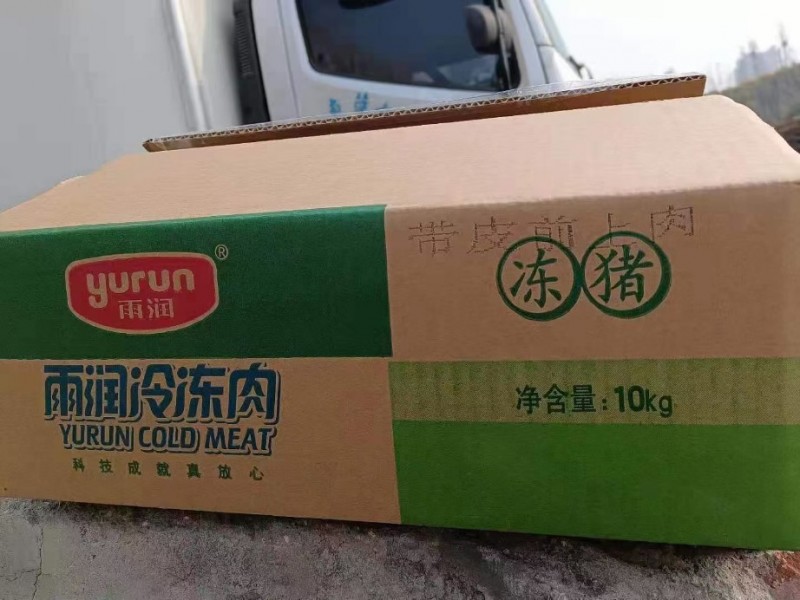 yurun®
雨润
雨润冷冻肉
YURUN COLD MEAT
科技成就真放心
带皮前上肉
冻猪
净含量：10kg